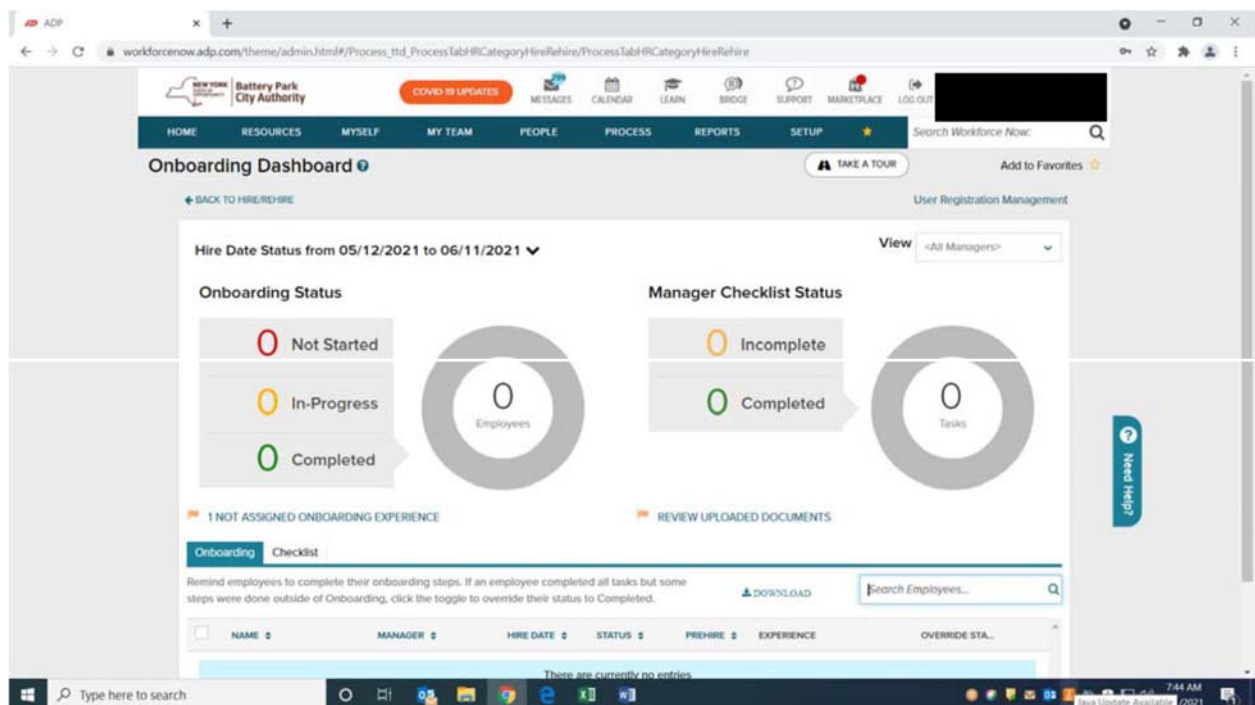 ADP
workforcenow.adp.com/theme/admin.html#/Process_ttd_ProcessTabHRCategoryHireRehire/ProcessTabHRCategoryHireRehire
NEW YORK Battery Park
City Authority
COVID-19 UPDATES
299
MESSAGES CALENDAR LEARN BRIDGE SUPPORT MARKETPLACE LOG OUT
HOME RESOURCES MYSELF MY TEAM PEOPLE PROCESS REPORTS SETUP Search Workforce Now:
Onboarding Dashboard TAKE A TOUR Add to Favorites
BACK TO HIRE/REHIRE User Registration Management
Hire Date Status from 05/12/2021 to 06/11/2021 View <All Managers>
Onboarding Status Manager Checklist Status
0 Not Started 0 Incomplete
0 In-Progress 0 Employees 0 Completed 0 Tasks
0 Completed
Need Help?
1 NOT ASSIGNED ONBOARDING EXPERIENCE REVIEW UPLOADED DOCUMENTS
Onboarding Checklist
Remind employees to complete their onboarding steps. If an employee completed all tasks but some
steps were done outside of Onboarding, click the toggle to override their status to Completed.
DOWNLOAD Search Employees...
NAME MANAGER HIRE DATE STATUS PREHIRE EXPERIENCE OVERRIDE STA...
There are currently no entries
Type here to search 7:44 AM
Java Update Available /2021